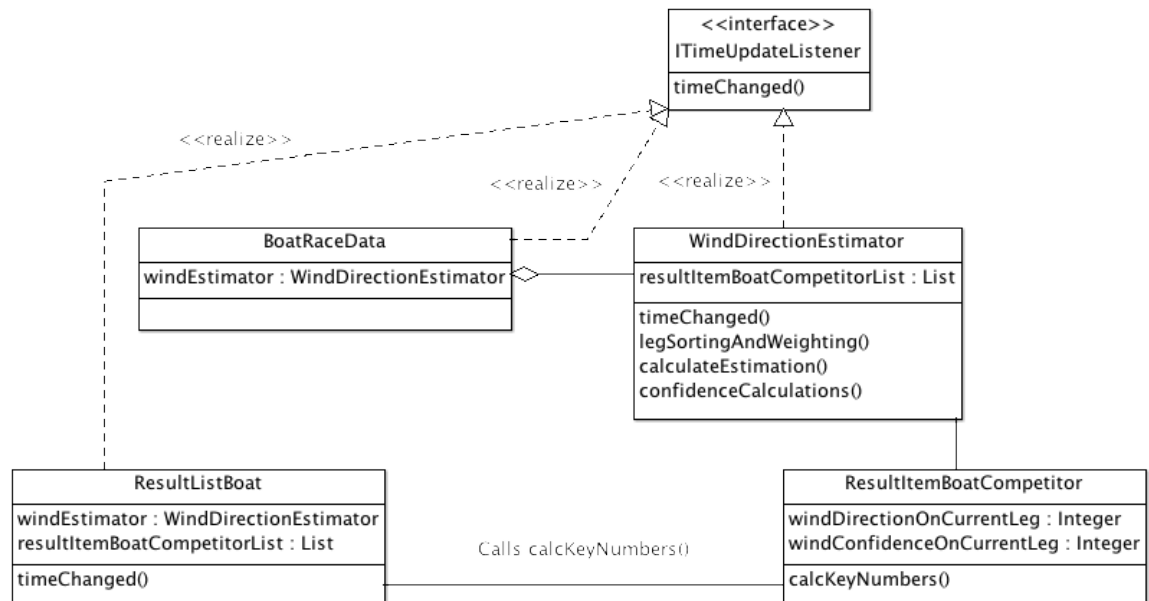 <<interface>>
ITimeUpdateListener
timeChanged()
<<realize>>
<<realize>>
<<realize>>
BoatRaceData
windEstimator : WindDirectionEstimator
WindDirectionEstimator
resultItemBoatCompetitorList : List
timeChanged()
legSortingAndWeighting()
calculateEstimation()
confidenceCalculations()
ResultListBoat
windEstimator : WindDirectionEstimator
resultItemBoatCompetitorList : List
timeChanged()
Calls calcKeyNumbers()
ResultItemBoatCompetitor
windDirectionOnCurrentLeg : Integer
windConfidenceOnCurrentLeg : Integer
calcKeyNumbers()